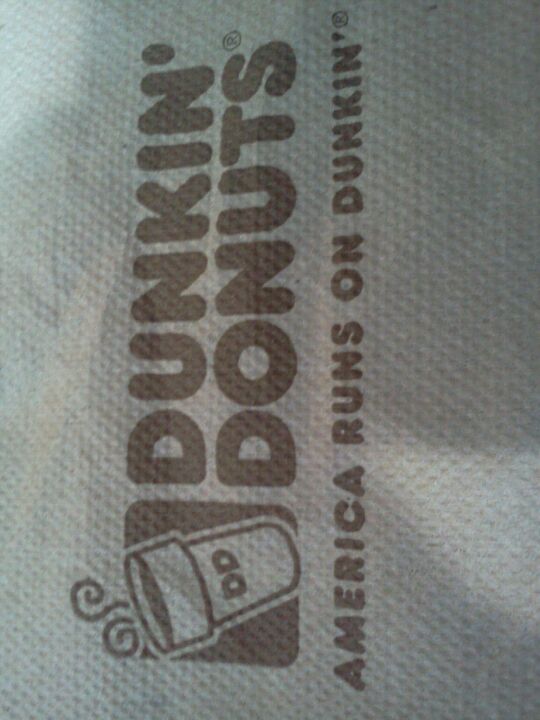 DUNKIN'
DONUTS®
DD
AMERICA RUNS ON DUNKIN'®